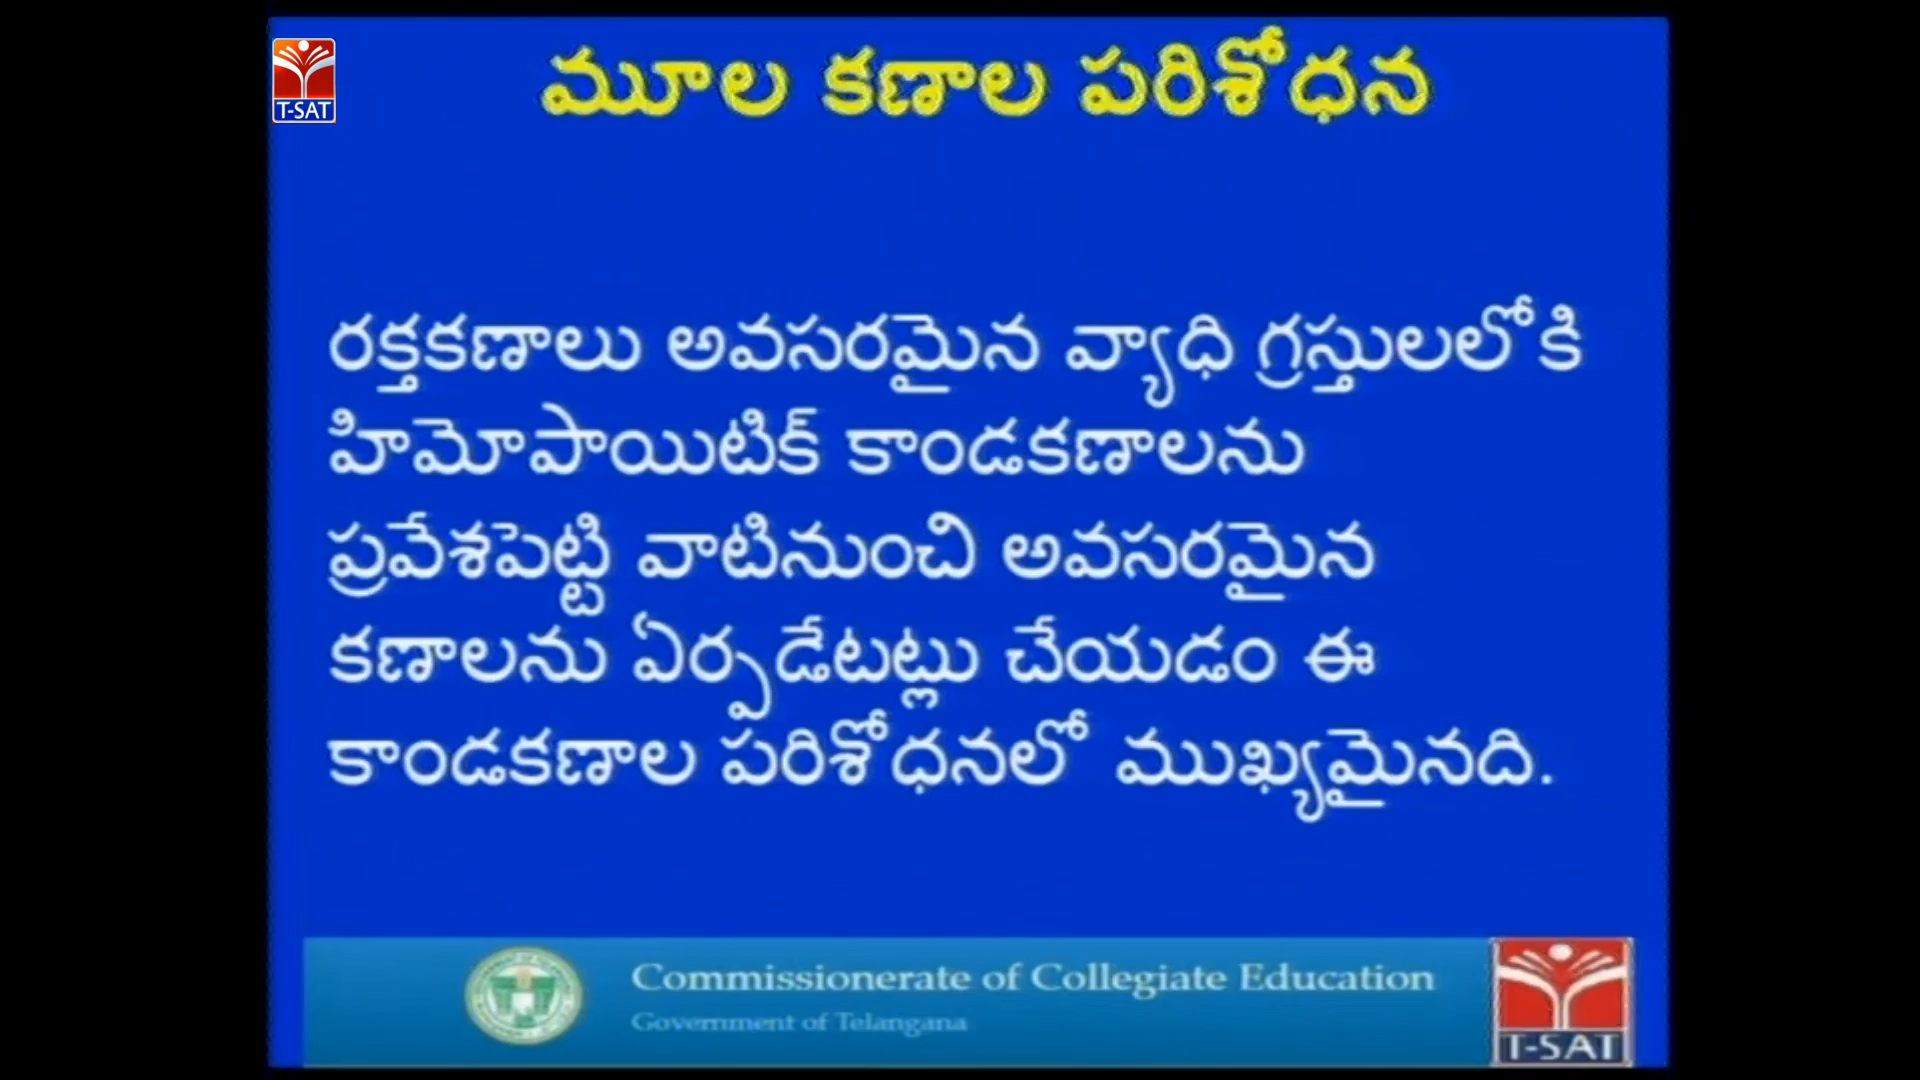 T-SAT
మూల కణాల పరిశోధన
రక్తకణాలు అవసరమైన వ్యాధి గ్రస్తులలోకి
హిమోపాయిటిక్ కాండకణాలను
ప్రవేశపెట్టి వాటినుంచి అవసరమైన
కణాలను ఏర్పడేటట్లు చేయడం ఈ
కాండకణాల పరిశోధనలో ముఖ్యమైనది.
Commissionerate of Collegiate Education
Government of Telangana
T-SAT